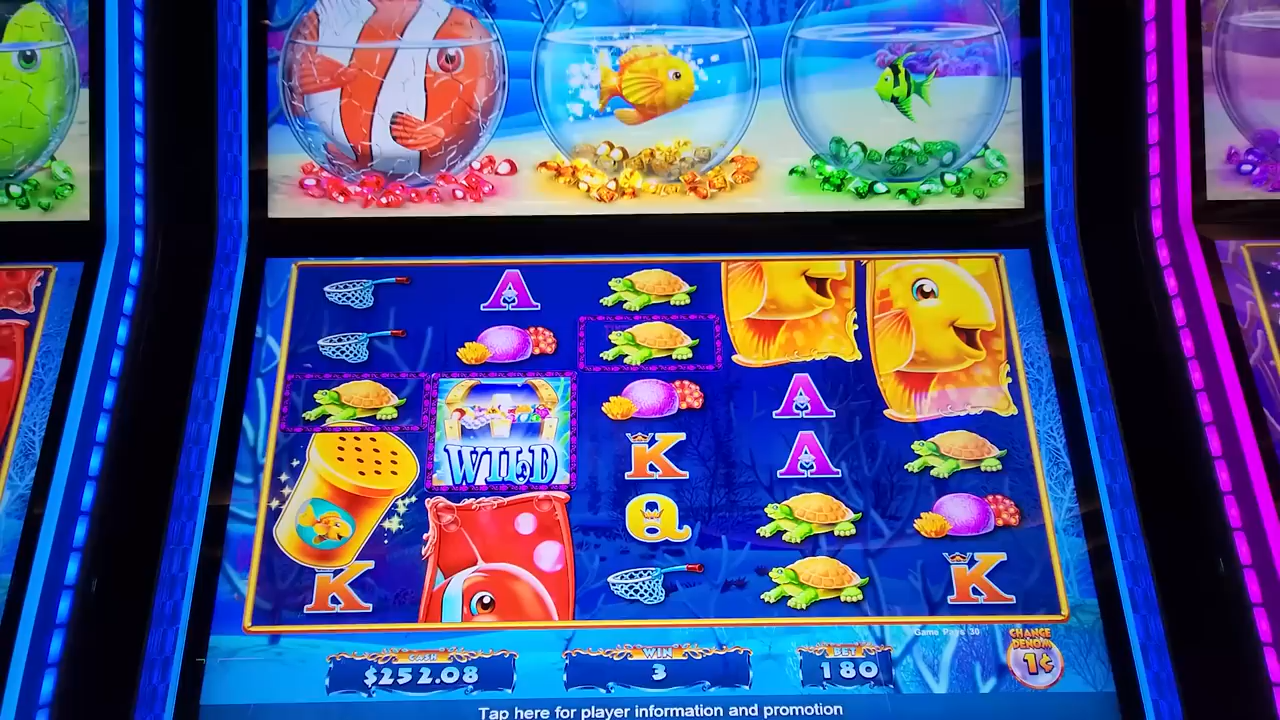 A
A
WILD
K
A
Q
K
K
Game Pays 30
CHANGE
DENOM
1¢
CASH
$252.08
WIN
3
BET
180
Tap here for player information and promotion